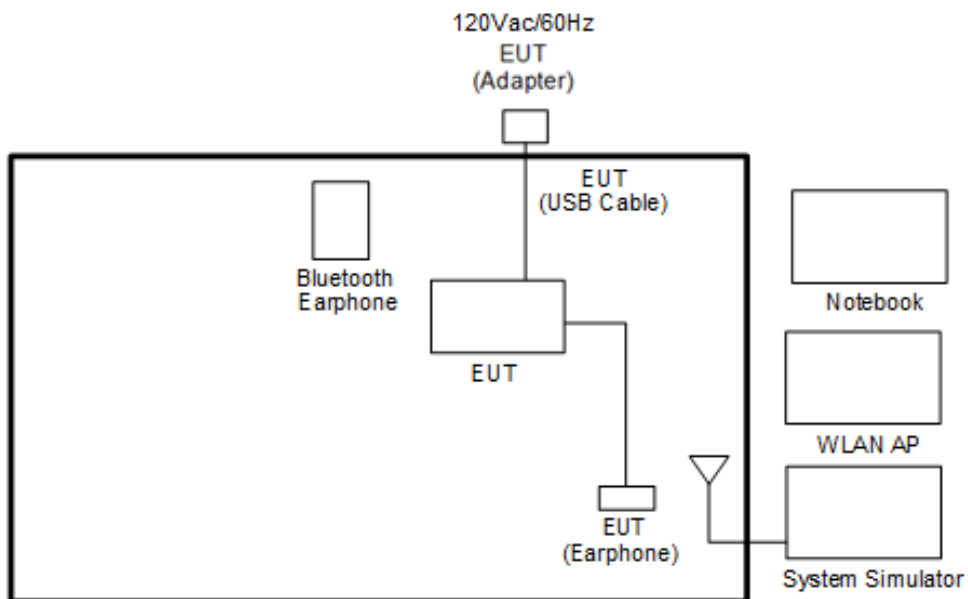 120Vac/60Hz
EUT
(Adapter)
EUT
(USB Cable)
Bluetooth
Earphone
Notebook
EUT
WLAN AP
EUT
(Earphone)
System Simulator